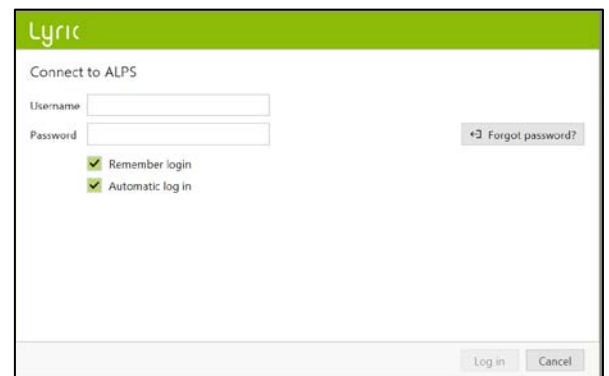 Lyric
Connect to ALPS
Username
Password
Forgot password?
Remember login
Automatic log in
Log in Cancel